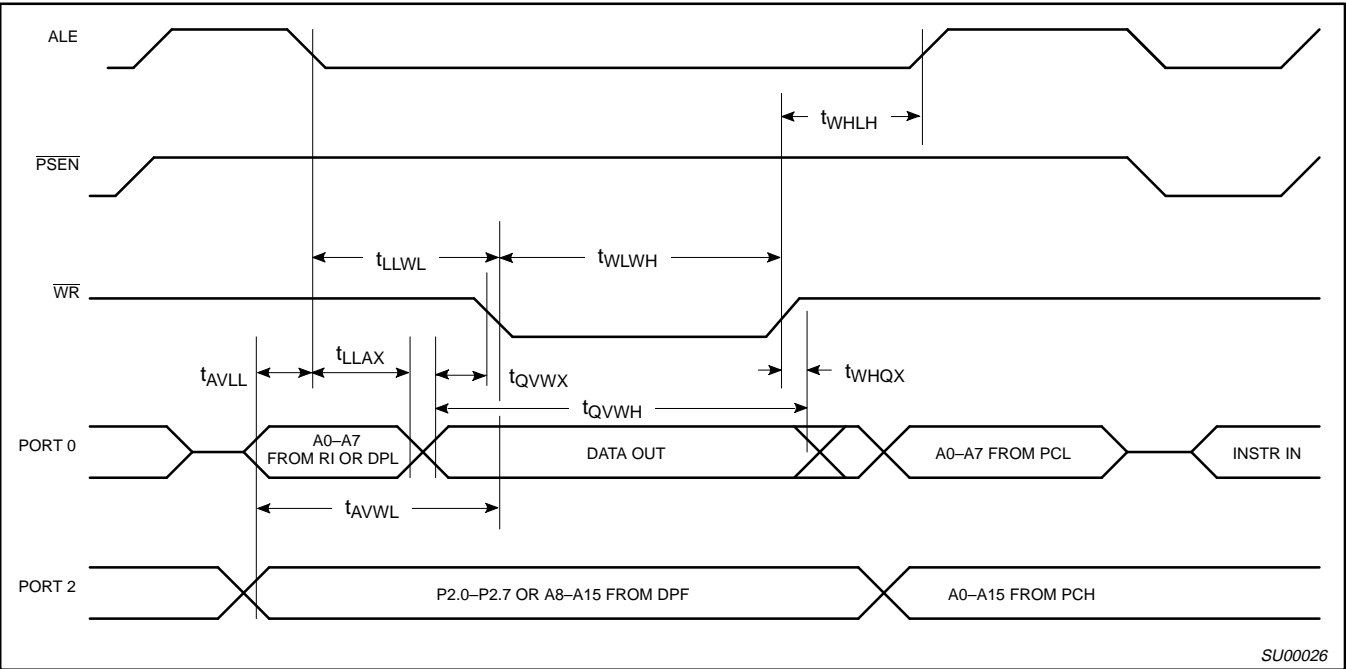 ALE
tWHLH
PSEN
tLLWL
tWLWH
WR
tAVLL
tLLAX
tQVWX
tWHQX
tQVWH
PORT 0
A0–A7
FROM RI OR DPL
DATA OUT
A0–A7 FROM PCL
INSTR IN
tAVWL
PORT 2
P2.0–P2.7 OR A8–A15 FROM DPF
A0–A15 FROM PCH
SU00026